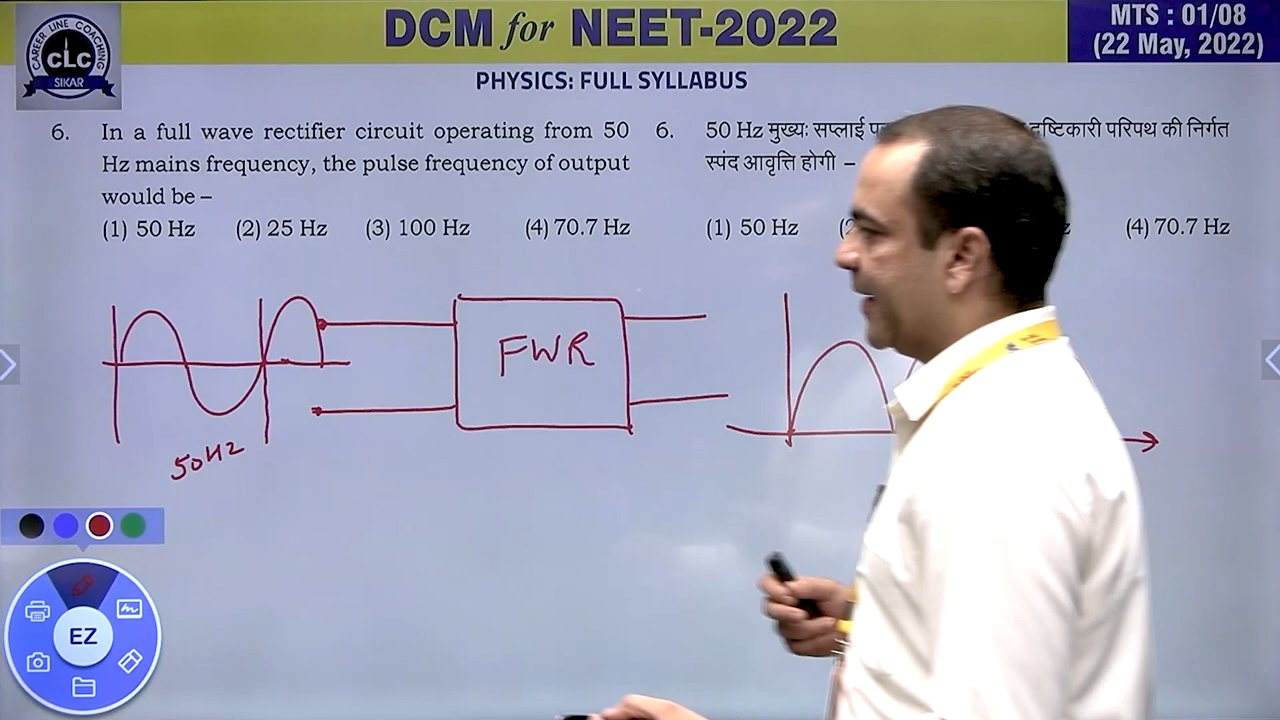 CAREER LINE COACHING
CLC
SIKAR
DCM for NEET-2022
MTS : 01/08
(22 May, 2022)
PHYSICS: FULL SYLLABUS
6. In a full wave rectifier circuit operating from 50
Hz mains frequency, the pulse frequency of output
would be –
(1) 50 Hz (2) 25 Hz (3) 100 Hz (4) 70.7 Hz
6. 50 Hz मुख्यः सप्लाई परिपथ की निर्गत
स्पंद आवृत्ति होगी –
(1) 50 Hz (4) 70.7 Hz
FWR
50Hz
EZ